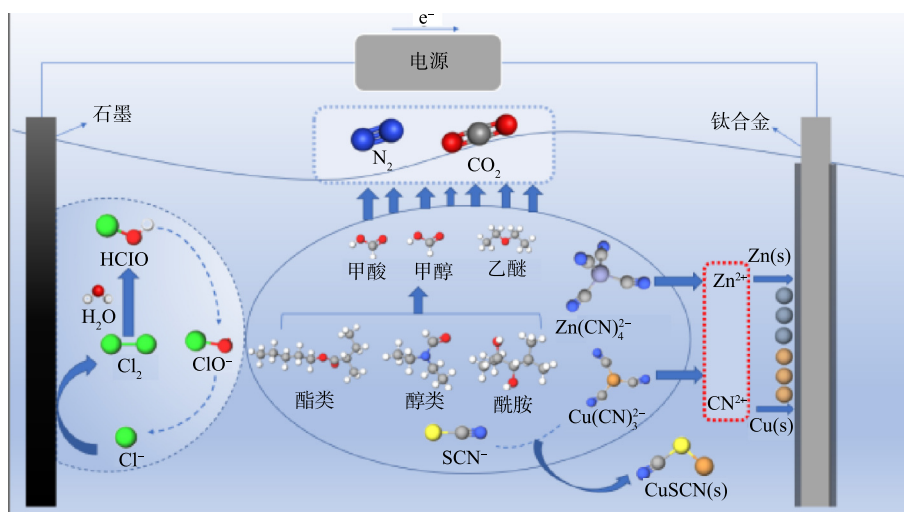 e⁻
电源
石墨
钛合金
N₂
CO₂
HClO
H₂O
Cl₂
ClO⁻
Cl⁻
甲酸
甲醇
乙醚
酯类
醇类
酰胺
SCN⁻
Zn(CN)₄²⁻
Cu(CN)₃²⁻
CuSCN(s)
Zn²⁺
Zn(s)
CN²⁺
Cu(s)